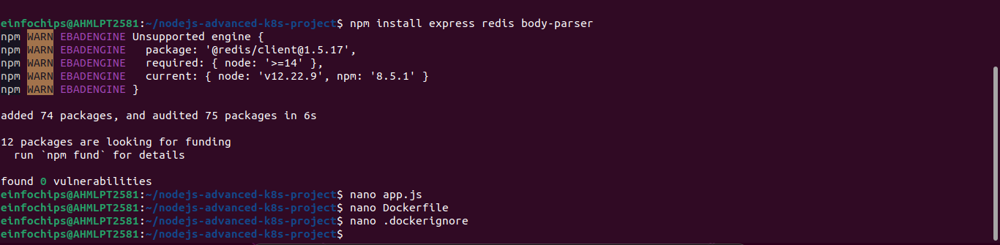 einfochips@AHMLPT2581:~/nodejs-advanced-k8s-project$ npm install express redis body-parser
npm WARN EBADENGINE Unsupported engine {
npm WARN EBADENGINE   package: '@redis/client@1.5.17',
npm WARN EBADENGINE   required: { node: '>=14' },
npm WARN EBADENGINE   current: { node: 'v12.22.9', npm: '8.5.1' }
npm WARN EBADENGINE }
added 74 packages, and audited 75 packages in 6s
12 packages are looking for funding
  run `npm fund` for details
found 0 vulnerabilities
einfochips@AHMLPT2581:~/nodejs-advanced-k8s-project$ nano app.js
einfochips@AHMLPT2581:~/nodejs-advanced-k8s-project$ nano Dockerfile
einfochips@AHMLPT2581:~/nodejs-advanced-k8s-project$ nano .dockerignore
einfochips@AHMLPT2581:~/nodejs-advanced-k8s-project$